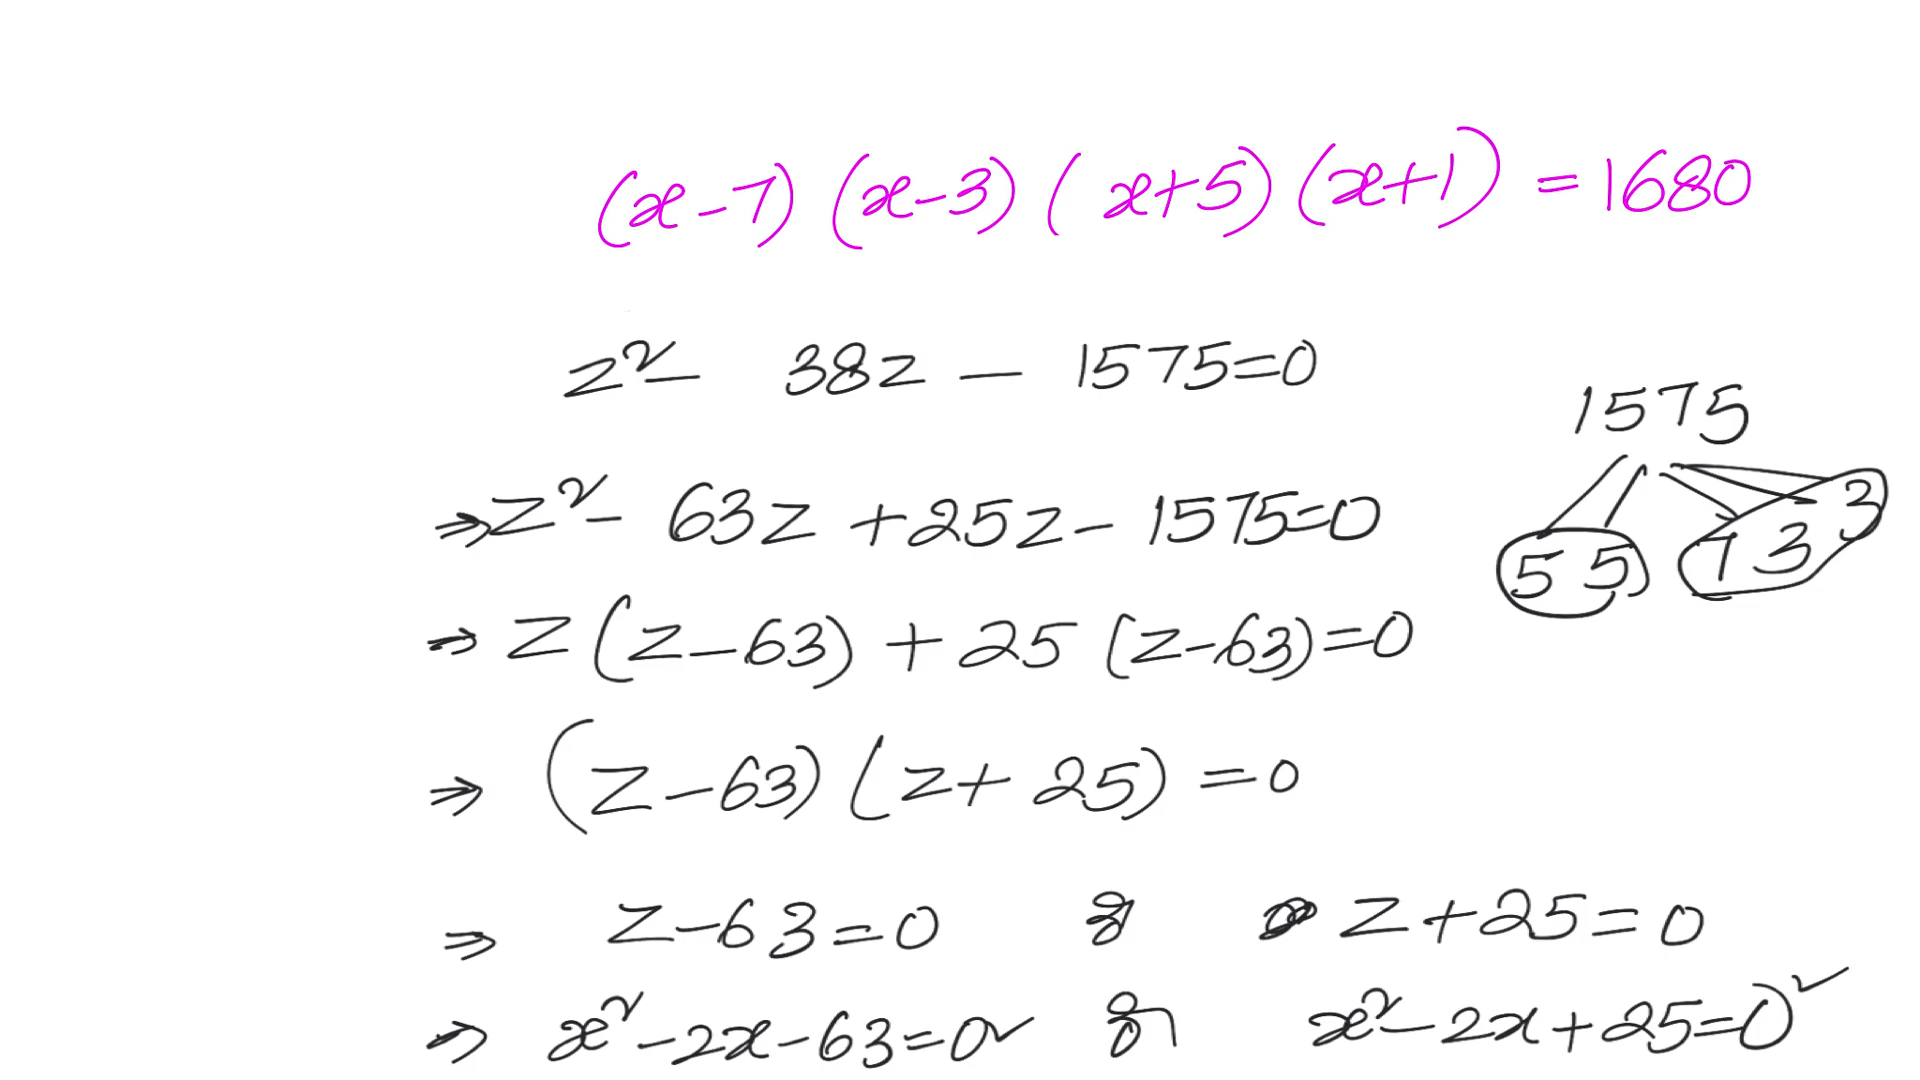 (x-7) (x-3) (x+5) (x+1) = 1680
z² - 38z - 1575=0
1575
⇒ z² - 63z + 25z - 1575=0
5 5 7 3 3
⇒ z (z-63) + 25 (z-63)=0
⇒ (z-63) (z+25) = 0
⇒ z-63=0 or z+25=0
⇒ x²-2x-63=0 ✓ or x²-2x+25=0 ✓